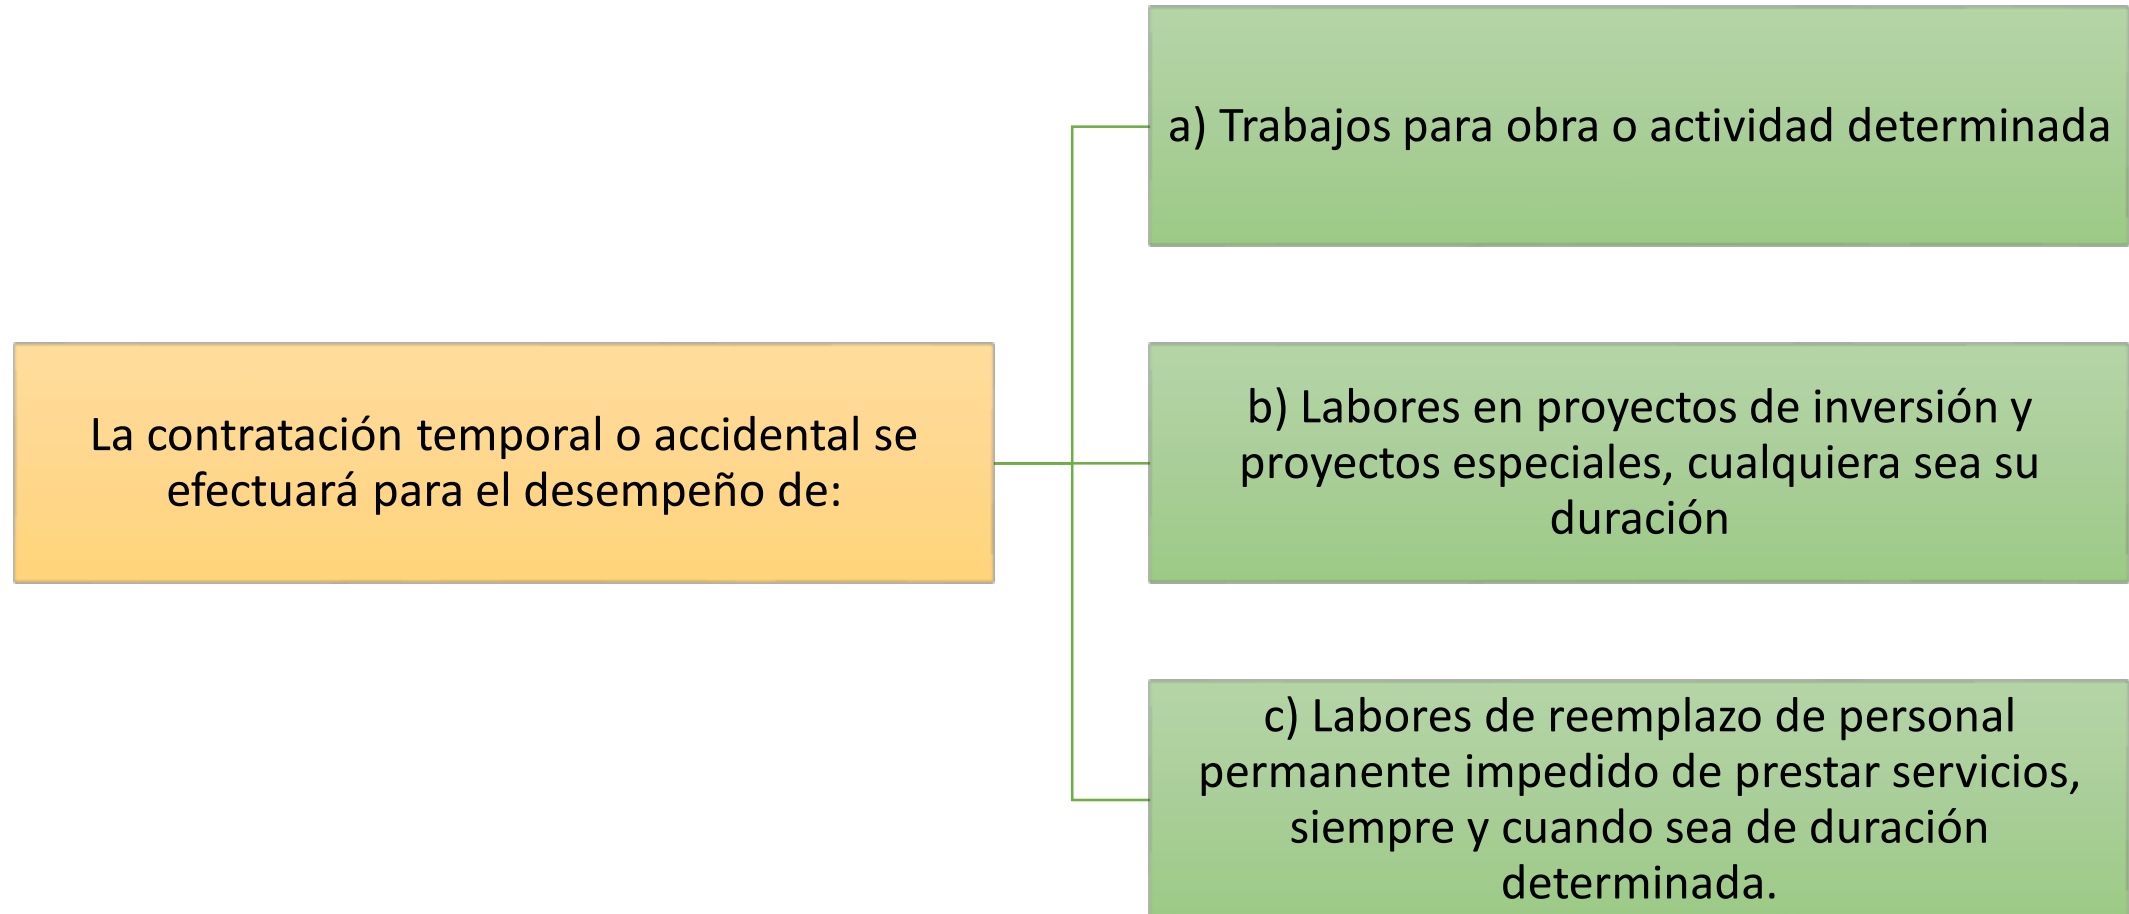 a) Trabajos para obra o actividad determinada
La contratación temporal o accidental se
efectuará para el desempeño de:
b) Labores en proyectos de inversión y
proyectos especiales, cualquiera sea su
duración
c) Labores de reemplazo de personal
permanente impedido de prestar servicios,
siempre y cuando sea de duración
determinada.